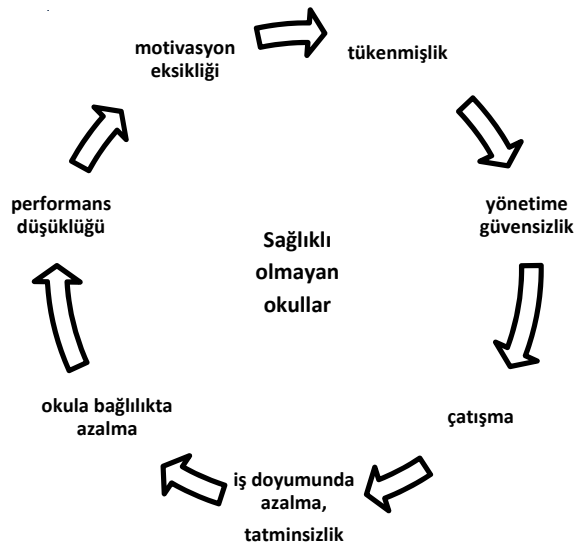 motivasyon
eksikliği
tükenmişlik
yönetime
güvensizlik
çatışma
iş doyumunda
azalma,
tatminsizlik
okula bağlılıkta
azalma
performans
düşüklüğü
Sağlıklı
olmayan
okullar